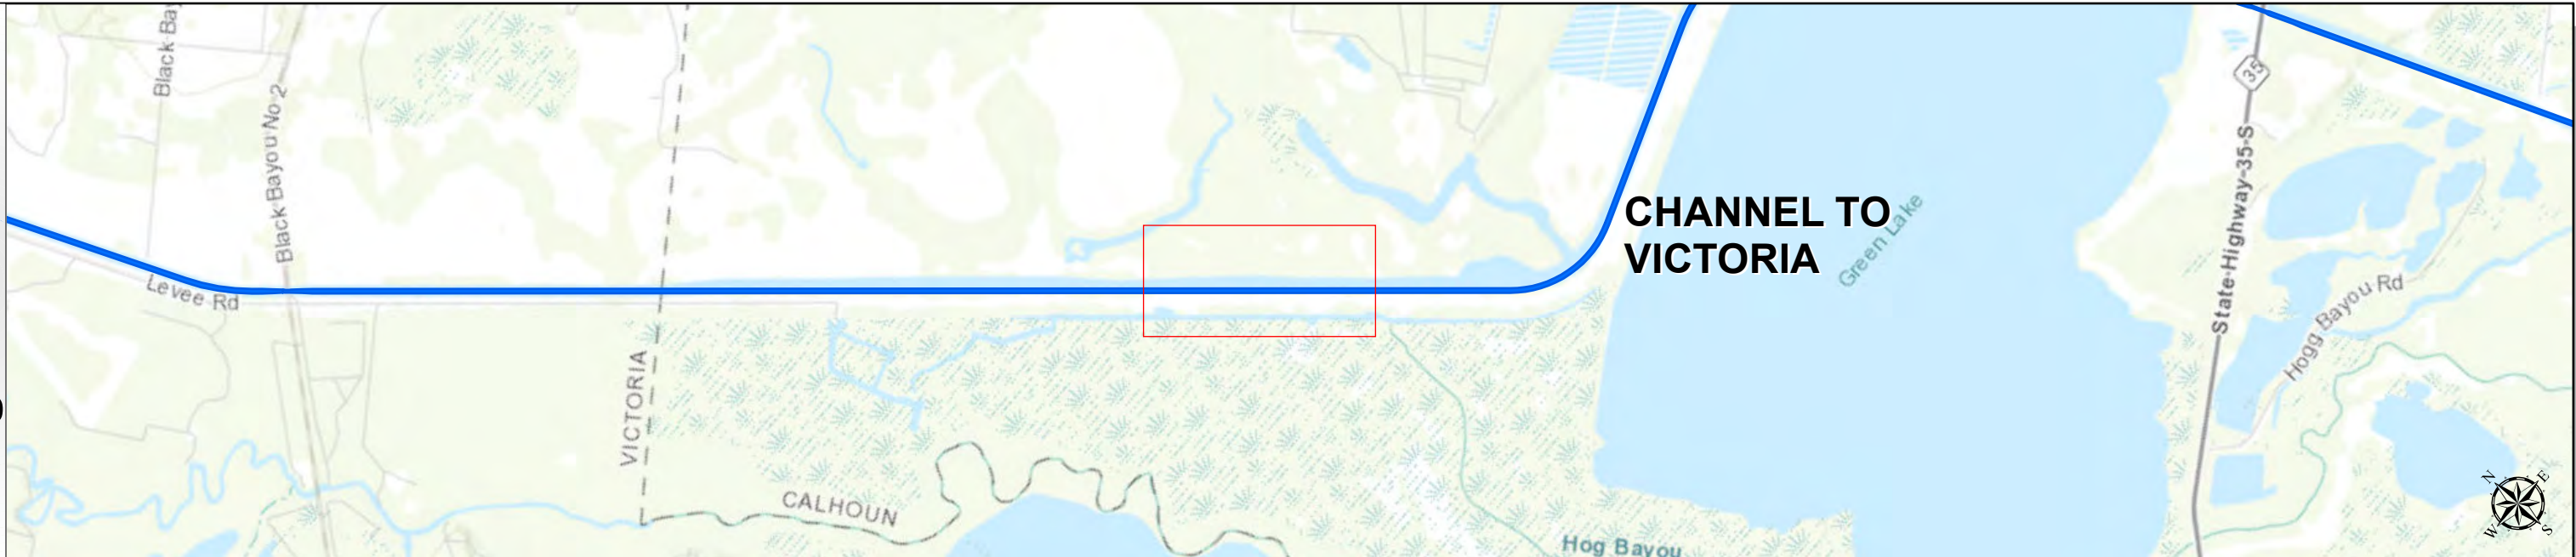 Black Bay
Black Bayou No 2
35
State-Highway-35-S
CHANNEL TO
VICTORIA
Green Lake
Levee Rd
Hogg Bayou Rd
VICTORIA
CALHOUN
Hog Bayou
N
E
W
S